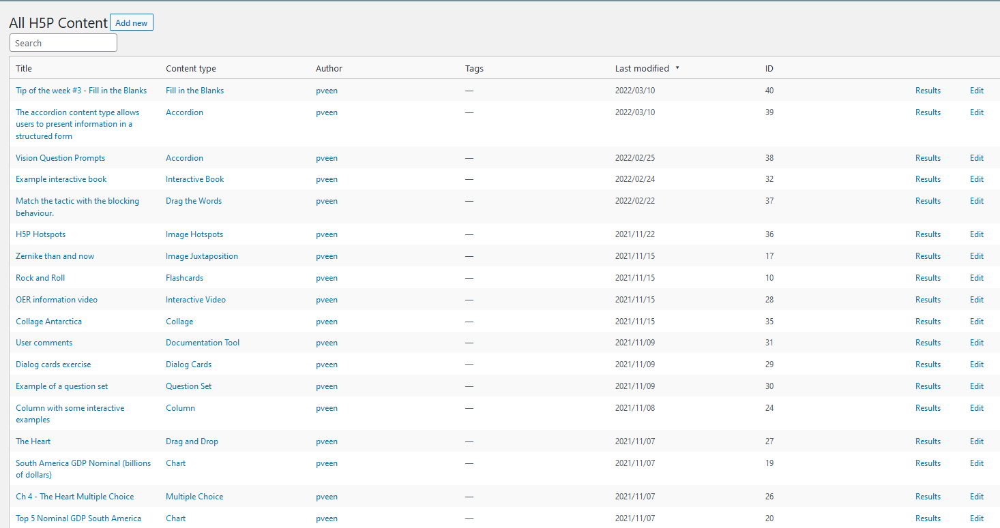 All H5P Content Add new
Search
Title Content type Author Tags Last modified ▼ ID
Tip of the week #3 - Fill in the Blanks Fill in the Blanks pveen — 2022/03/10 40 Results Edit
The accordion content type allows Accordion pveen — 2022/03/10 39 Results Edit
users to present information in a
structured form
Vision Question Prompts Accordion pveen — 2022/02/25 38 Results Edit
Example interactive book Interactive Book pveen — 2022/02/24 32 Results Edit
Match the tactic with the blocking Drag the Words pveen — 2022/02/22 37 Results Edit
behaviour.
H5P Hotspots Image Hotspots pveen — 2021/11/22 36 Results Edit
Zernike than and now Image Juxtaposition pveen — 2021/11/15 17 Results Edit
Rock and Roll Flashcards pveen — 2021/11/15 10 Results Edit
OER information video Interactive Video pveen — 2021/11/15 28 Results Edit
Collage Antarctica Collage pveen — 2021/11/15 35 Results Edit
User comments Documentation Tool pveen — 2021/11/09 31 Results Edit
Dialog cards exercise Dialog Cards pveen — 2021/11/09 29 Results Edit
Example of a question set Question Set pveen — 2021/11/09 30 Results Edit
Column with some interactive Column pveen — 2021/11/08 24 Results Edit
examples
The Heart Drag and Drop pveen — 2021/11/07 27 Results Edit
South America GDP Nominal (billions Chart pveen — 2021/11/07 19 Results Edit
of dollars)
Ch 4 - The Heart Multiple Choice Multiple Choice pveen — 2021/11/07 26 Results Edit
Top 5 Nominal GDP South America Chart pveen — 2021/11/07 20 Results Edit